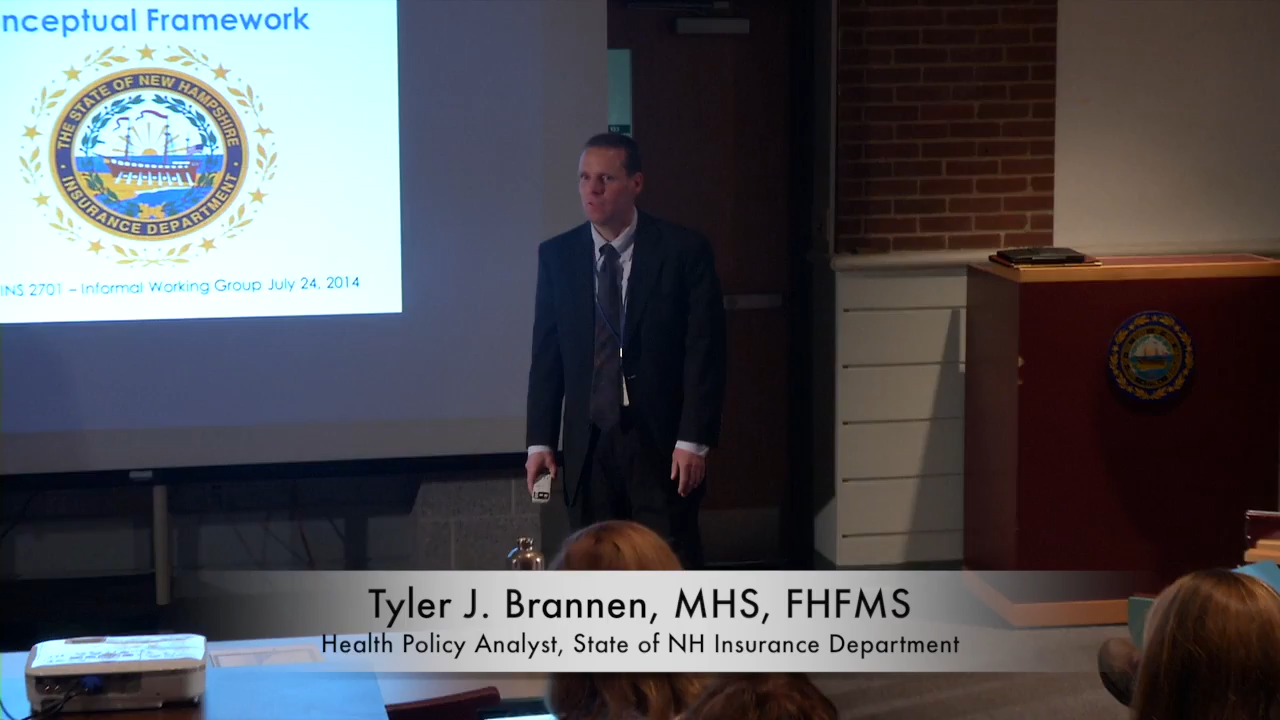 nceptual Framework
THE STATE OF NEW HAMPSHIRE
INSURANCE DEPARTMENT
INS 2701 – Informal Working Group July 24, 2014
Tyler J. Brannen, MHS, FHFMS
Health Policy Analyst, State of NH Insurance Department